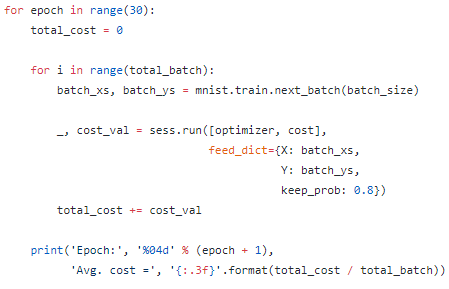 for epoch in range(30):
    total_cost = 0
    for i in range(total_batch):
        batch_xs, batch_ys = mnist.train.next_batch(batch_size)
        _, cost_val = sess.run([optimizer, cost],
                               feed_dict={X: batch_xs,
                                          Y: batch_ys,
                                          keep_prob: 0.8})
        total_cost += cost_val
    print('Epoch:', '%04d' % (epoch + 1),
          'Avg. cost =', '{:.3f}'.format(total_cost / total_batch))